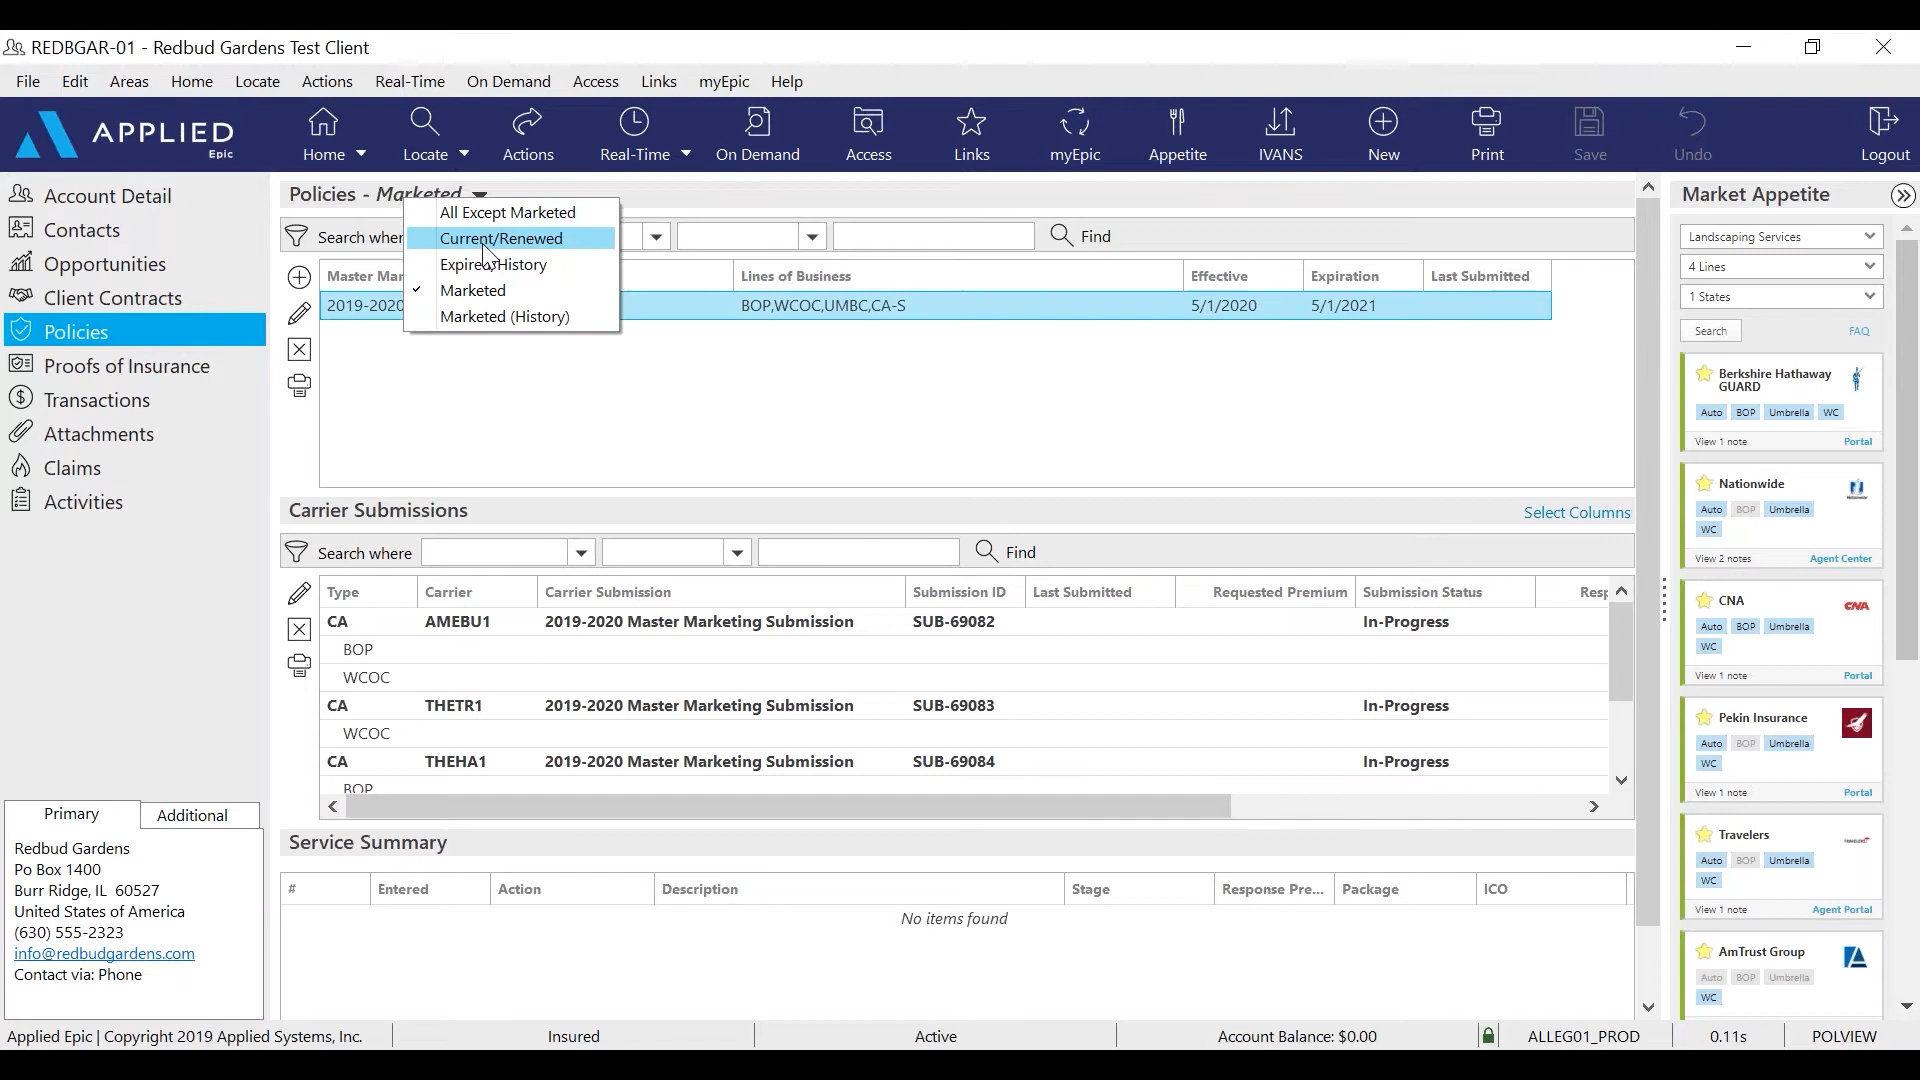 REDBGAR-01 - Redbud Gardens Test Client
File Edit Areas Home Locate Actions Real-Time On Demand Access Links myEpic Help
APPLIED
Epic
Home Locate Actions Real-Time On Demand Access Links myEpic Appetite IVANS New Print Save Undo Logout
Account Detail
Contacts
Opportunities
Client Contracts
Policies
Proofs of Insurance
Transactions
Attachments
Claims
Activities
Primary Additional
Redbud Gardens
Po Box 1400
Burr Ridge, IL 60527
United States of America
(630) 555-2323
info@redbudgardens.com
Contact via: Phone
Policies - Marketed
All Except Marketed
Current/Renewed
Expired/History
Marketed
Marketed (History)
Search wher Find
Master Mar Lines of Business Effective Expiration Last Submitted
2019-2020 BOP,WCOC,UMBC,CA-S 5/1/2020 5/1/2021
Carrier Submissions Select Columns
Search where Find
Type Carrier Carrier Submission Submission ID Last Submitted Requested Premium Submission Status Resp
CA AMEBU1 2019-2020 Master Marketing Submission SUB-69082 In-Progress
BOP
WCOC
CA THETR1 2019-2020 Master Marketing Submission SUB-69083 In-Progress
WCOC
CA THEHA1 2019-2020 Master Marketing Submission SUB-69084 In-Progress
BOP
Service Summary
# Entered Action Description Stage Response Pre... Package ICO
No items found
Market Appetite
Landscaping Services
4 Lines
1 States
Search FAQ
Berkshire Hathaway
GUARD
Auto BOP Umbrella WC
View 1 note Portal
Nationwide
Nationwide
Auto BOP Umbrella
WC
View 2 notes Agent Center
CNA CNA
Auto BOP Umbrella
WC
View 1 note Portal
Pekin Insurance
Auto BOP Umbrella
WC
View 1 note Portal
Travelers TRAVELERS
Auto BOP Umbrella
WC
View 1 note Agent Portal
AmTrust Group
Auto BOP Umbrella
WC
Applied Epic | Copyright 2019 Applied Systems, Inc. Insured Active Account Balance: $0.00 ALLEG01_PROD 0.11s POLVIEW